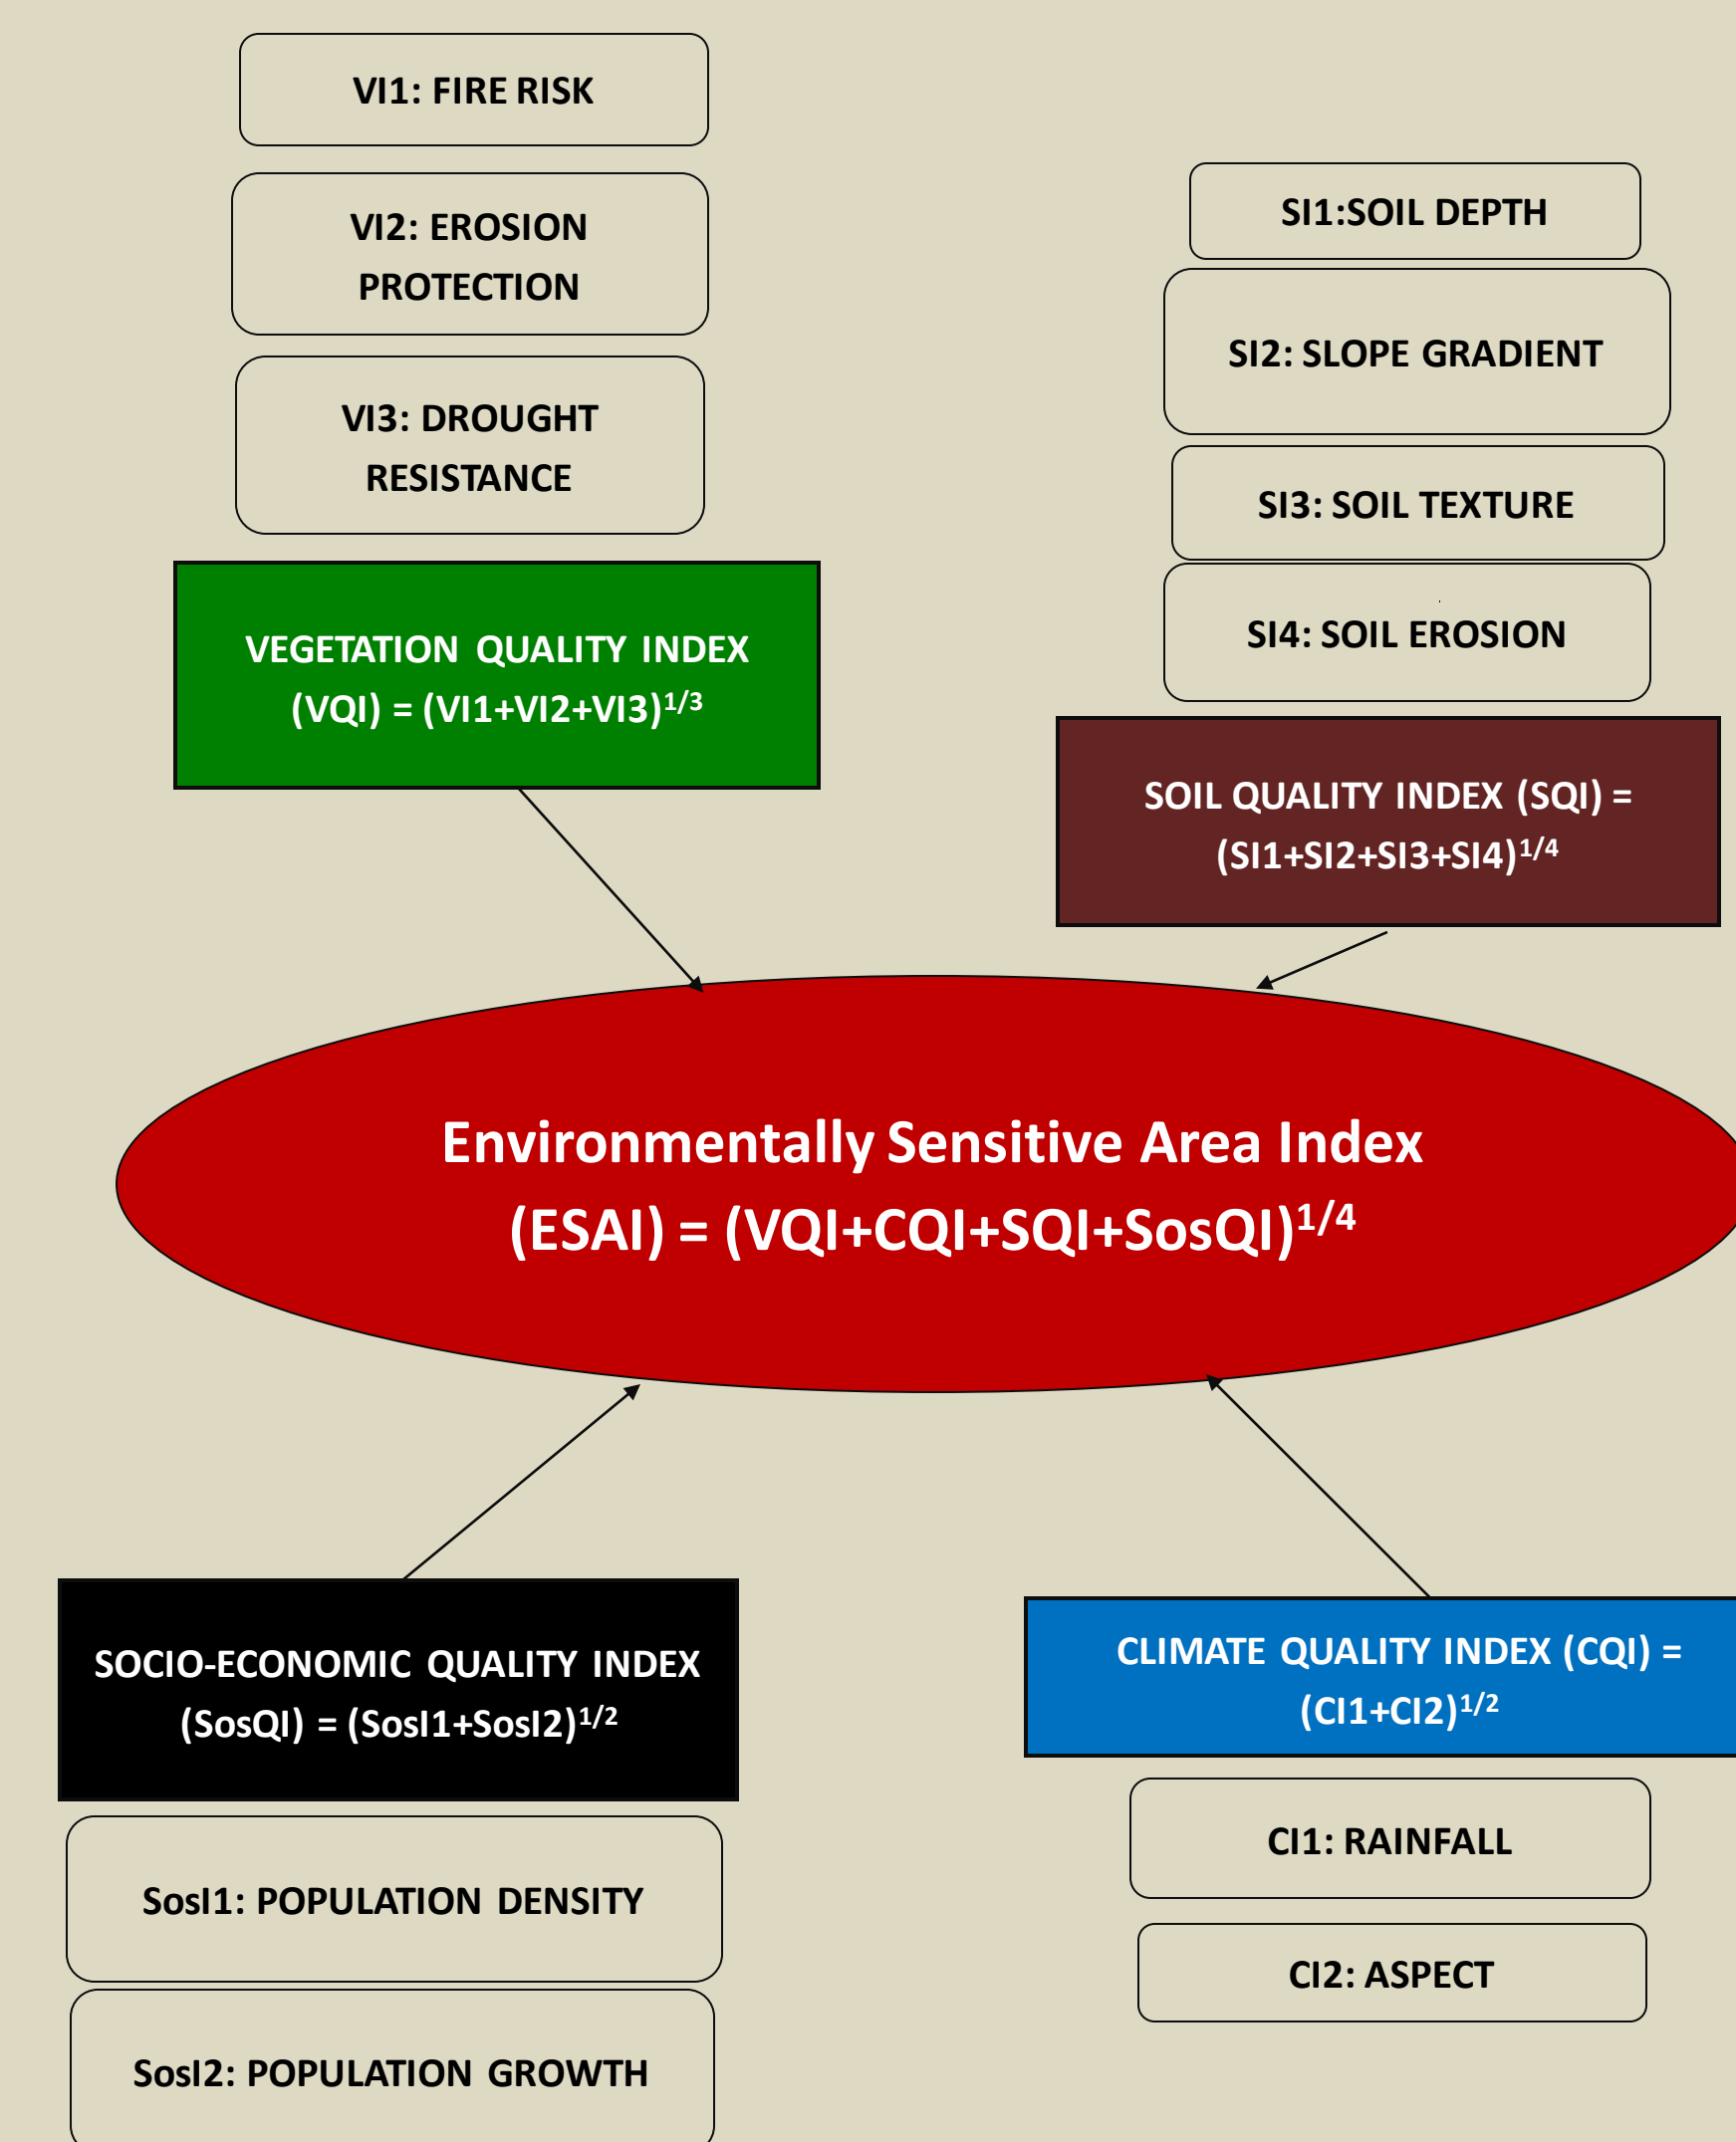 VI1: FIRE RISK
VI2: EROSION
PROTECTION
VI3: DROUGHT
RESISTANCE
VEGETATION QUALITY INDEX
(VQI) = (VI1+VI2+VI3)^1/3
SI1:SOIL DEPTH
SI2: SLOPE GRADIENT
SI3: SOIL TEXTURE
SI4: SOIL EROSION
SOIL QUALITY INDEX (SQI) =
(SI1+SI2+SI3+SI4)^1/4
Environmentally Sensitive Area Index
(ESAI) = (VQI+CQI+SQI+SosQI)^1/4
SOCIO-ECONOMIC QUALITY INDEX
(SosQI) = (SosI1+SosI2)^1/2
SosI1: POPULATION DENSITY
SosI2: POPULATION GROWTH
CLIMATE QUALITY INDEX (CQI) =
(CI1+CI2)^1/2
CI1: RAINFALL
CI2: ASPECT